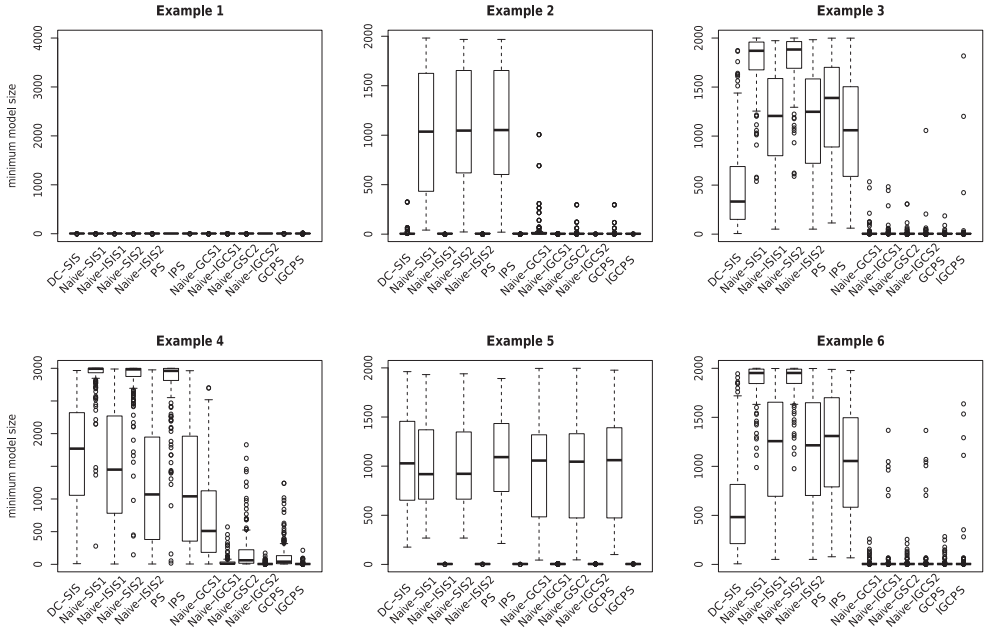 Example 1
Example 2
Example 3
minimum model size
4000
3000
2000
1000
0
2000
1500
1000
500
0
2000
1500
1000
500
0
DC−SIS
Naive−SIS1
Naive−ISIS1
Naive−SIS2
Naive−ISIS2
PS
IPS
Naive−GCS1
Naive−IGCS1
Naive−GSC2
Naive−IGCS2
GCPS
IGCPS
DC−SIS
Naive−SIS1
Naive−ISIS1
Naive−SIS2
Naive−ISIS2
PS
IPS
Naive−GCS1
Naive−IGCS1
Naive−GSC2
Naive−IGCS2
GCPS
IGCPS
DC−SIS
Naive−SIS1
Naive−ISIS1
Naive−SIS2
Naive−ISIS2
PS
IPS
Naive−GCS1
Naive−IGCS1
Naive−GSC2
Naive−IGCS2
GCPS
IGCPS
Example 4
Example 5
Example 6
minimum model size
3000
2000
1000
500
0
2000
1500
1000
500
0
2000
1500
1000
500
0
DC−SIS
Naive−SIS1
Naive−ISIS1
Naive−SIS2
Naive−ISIS2
PS
IPS
Naive−GCS1
Naive−IGCS1
Naive−GSC2
Naive−IGCS2
GCPS
IGCPS
DC−SIS
Naive−SIS1
Naive−ISIS1
Naive−SIS2
Naive−ISIS2
PS
IPS
Naive−GCS1
Naive−IGCS1
Naive−GSC2
Naive−IGCS2
GCPS
IGCPS
DC−SIS
Naive−SIS1
Naive−ISIS1
Naive−SIS2
Naive−ISIS2
PS
IPS
Naive−GCS1
Naive−IGCS1
Naive−GSC2
Naive−IGCS2
GCPS
IGCPS